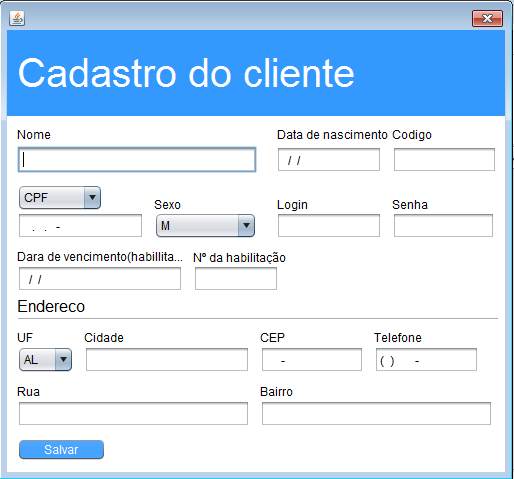 Cadastro do cliente
Nome Data de nascimento Codigo
/ /
CPF Sexo Login Senha
. . - M
Dara de vencimento(habillita... Nº da habilitação
/ /
Endereco
UF Cidade CEP Telefone
AL - ( ) -
Rua Bairro
Salvar